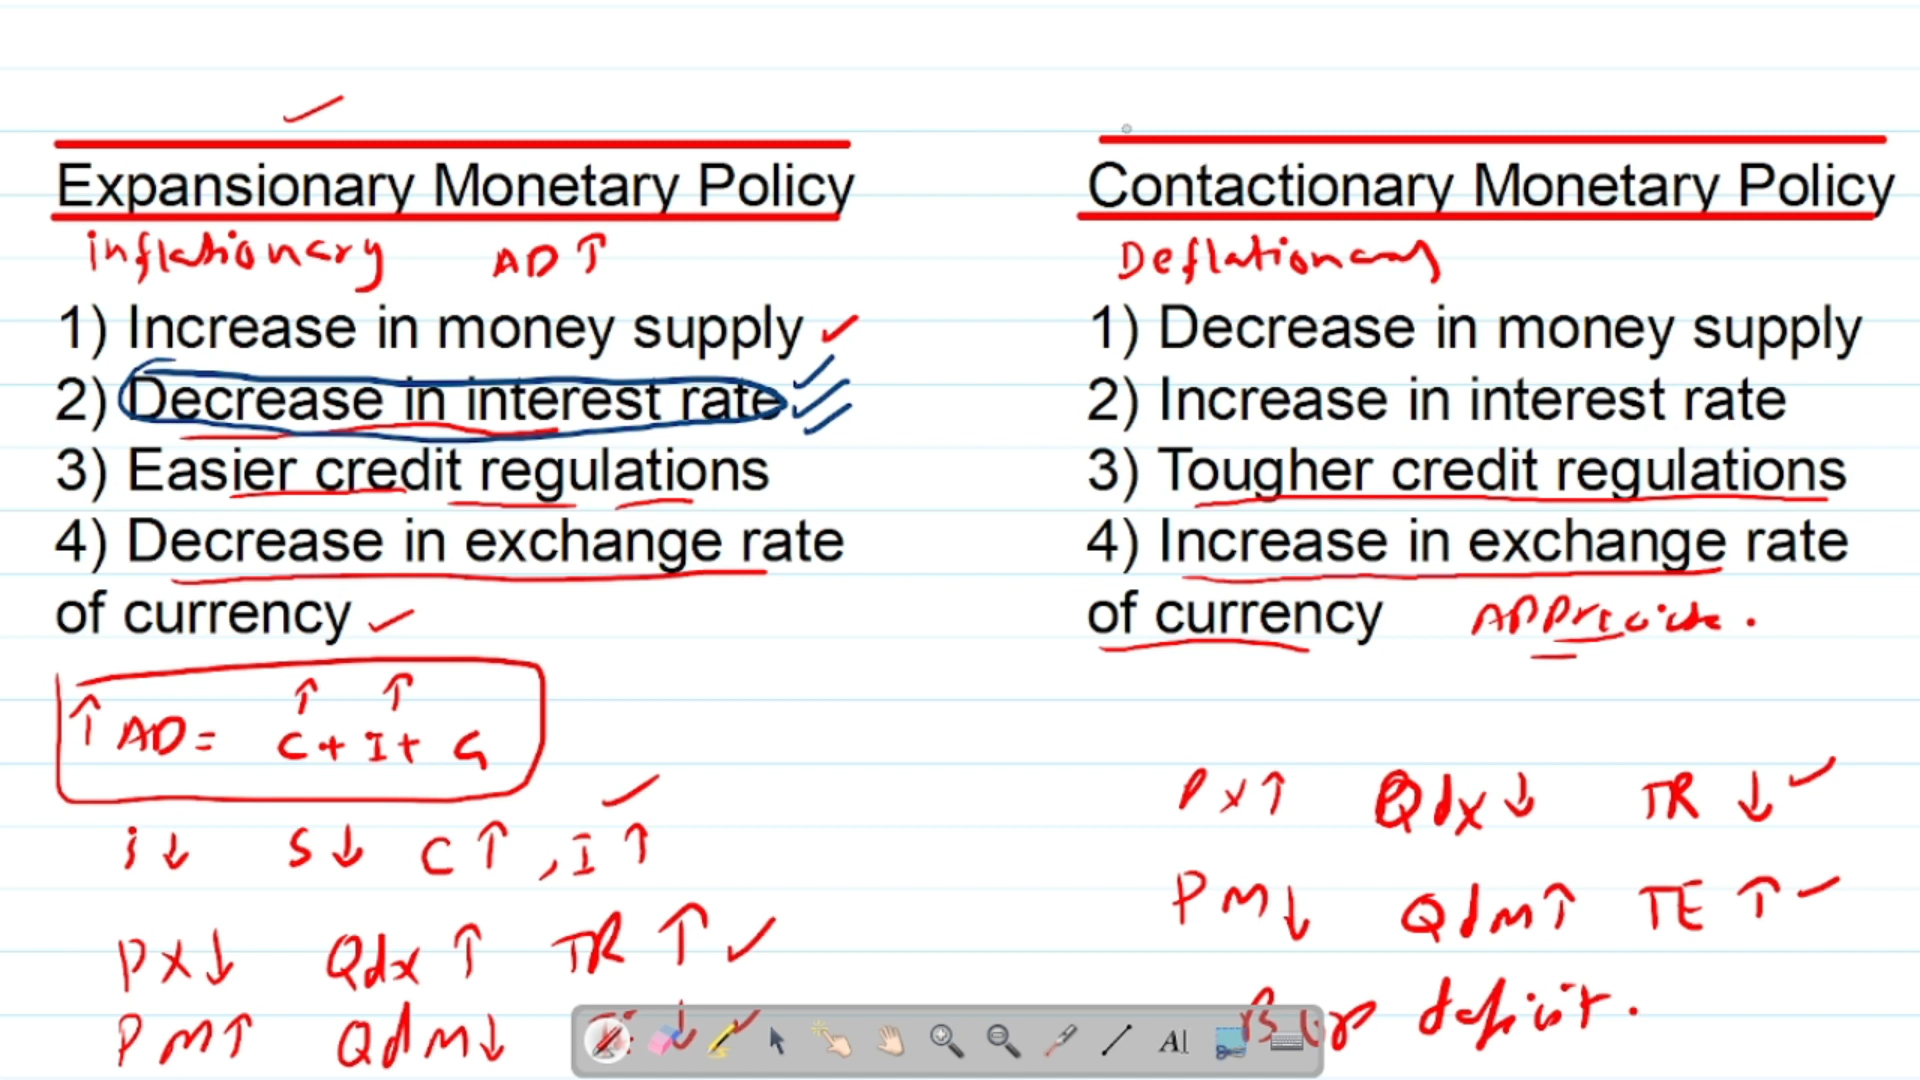 Expansionary Monetary Policy
inflationary AD↑
1) Increase in money supply
2) Decrease in interest rate
3) Easier credit regulations
4) Decrease in exchange rate
of currency
↑ ↑
↑ AD = C + I + G
i↓ S↓ C↑, I↑
PX↓ Qdx↑ TR↑
PM↑ QdM↓ ↓
Contactionary Monetary Policy
Deflationary
1) Decrease in money supply
2) Increase in interest rate
3) Tougher credit regulations
4) Increase in exchange rate
of currency Appreciate.
PX↑ Qdx↓ TR↓
PM↓ Qdm↑ TE↑
BOP deficit.
AI